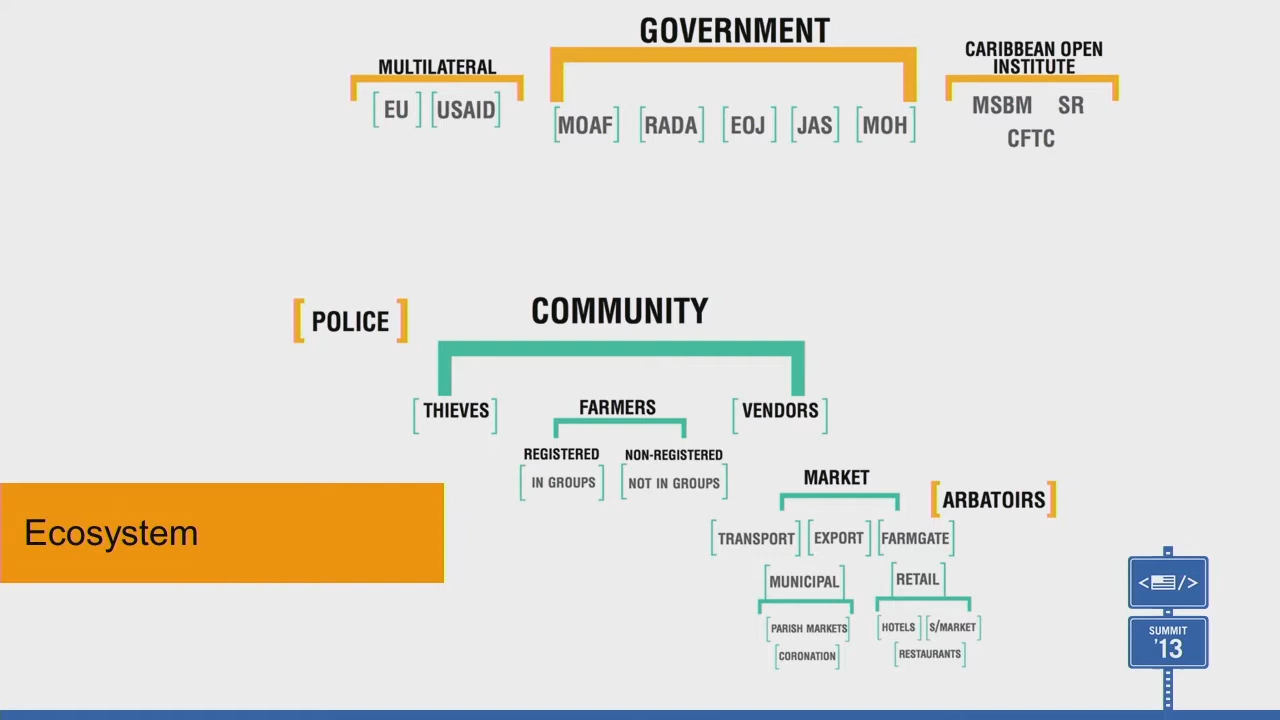 GOVERNMENT
MULTILATERAL
[EU] [USAID]
[MOAF] [RADA] [EOJ] [JAS] [MOH]
CARIBBEAN OPEN
INSTITUTE
MSBM SR
CFTC
[POLICE]
COMMUNITY
[THIEVES]
FARMERS
[VENDORS]
REGISTERED NON-REGISTERED
[IN GROUPS] [NOT IN GROUPS]
MARKET
[ARBATOIRS]
[TRANSPORT] [EXPORT] [FARMGATE]
[MUNICIPAL] [RETAIL]
[PARISH MARKETS] [HOTELS] [S/MARKET]
[CORONATION] [RESTAURANTS]
Ecosystem
< />
SUMMIT
'13